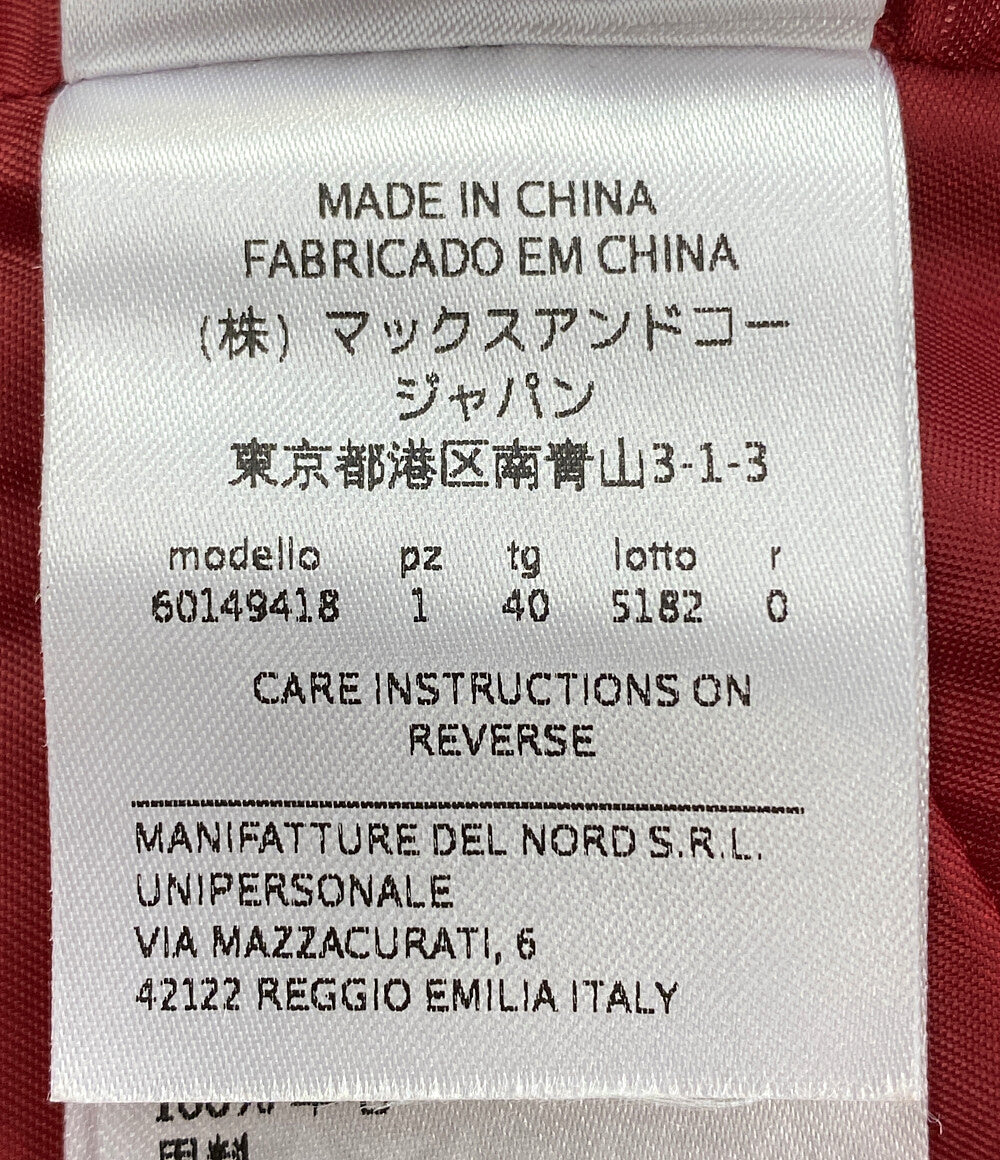 MADE IN CHINA
FABRICADO EM CHINA
(株) マックスアンドコー
ジャパン
東京都港区南青山3-1-3
modello pz tg lotto r
60149418 1 40 5182 0
CARE INSTRUCTIONS ON
REVERSE
MANIFATTURE DEL NORD S.R.L.
UNIPERSONALE
VIA MAZZACURATI, 6
42122 REGGIO EMILIA ITALY